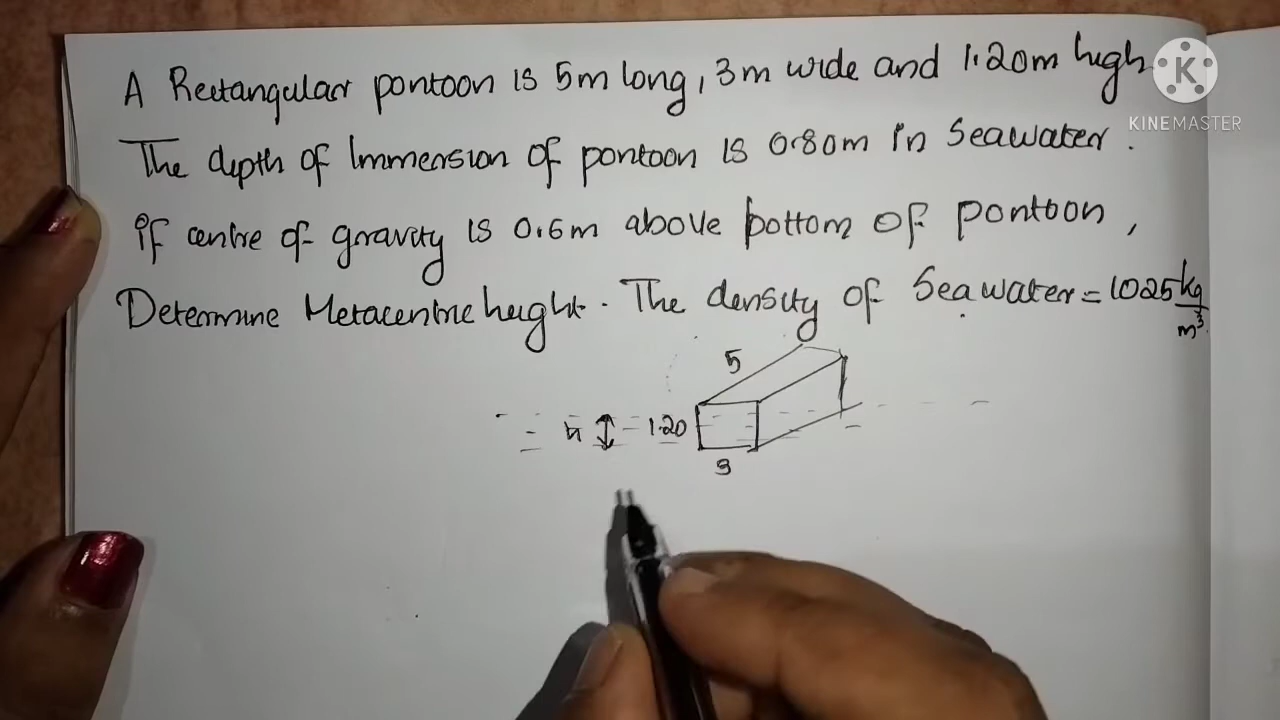 A Rectangular pontoon is 5m long, 3m wide and 1.20m high
The depth of Immersion of pontoon is 0.80m in Seawater.
if centre of gravity is 0.6m above bottom of pontoon,
Determine Metacentric height. The density of Seawater = 1025 kg/m³.
K
KINEMASTER
5
h 1.20
3